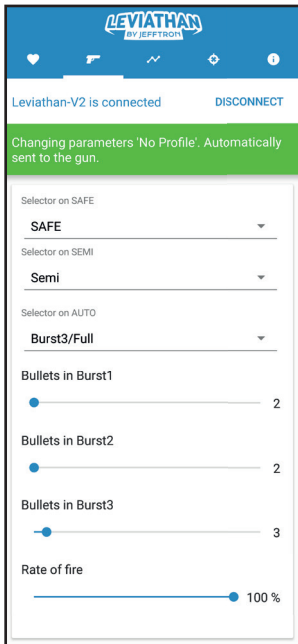 LEVIATHAN
BY JEFFTRON
Leviathan-V2 is connected
DISCONNECT
Changing parameters 'No Profile'. Automatically
sent to the gun.
Selector on SAFE
SAFE
Selector on SEMI
Semi
Selector on AUTO
Burst3/Full
Bullets in Burst1
2
Bullets in Burst2
2
Bullets in Burst3
3
Rate of fire
100 %